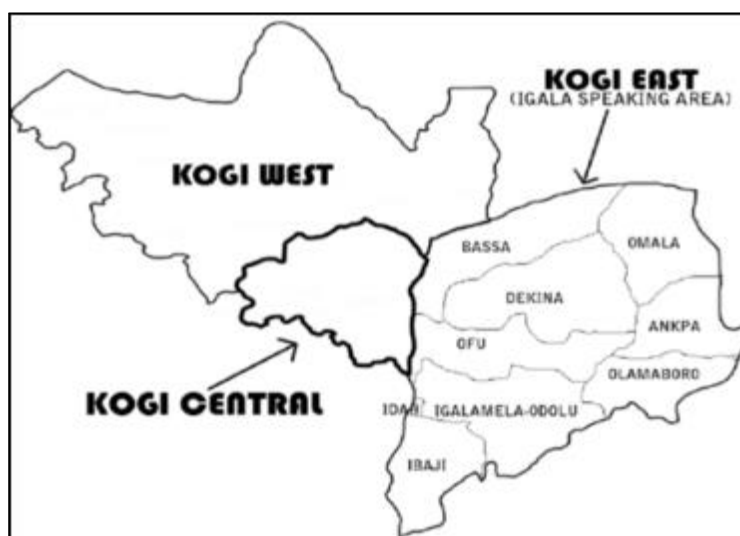 KOGI EAST
(IGALA SPEAKING AREA)
KOGI WEST
BASSA
OMALA
DEKINA
ANKPA
OFU
OLAMABORO
KOGI CENTRAL
IDAH
IGALAMELA-ODOLU
IBAJI